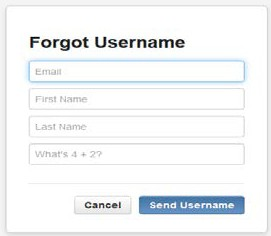 Forgot Username
Email
First Name
Last Name
What's 4 + 2?
Cancel Send Username